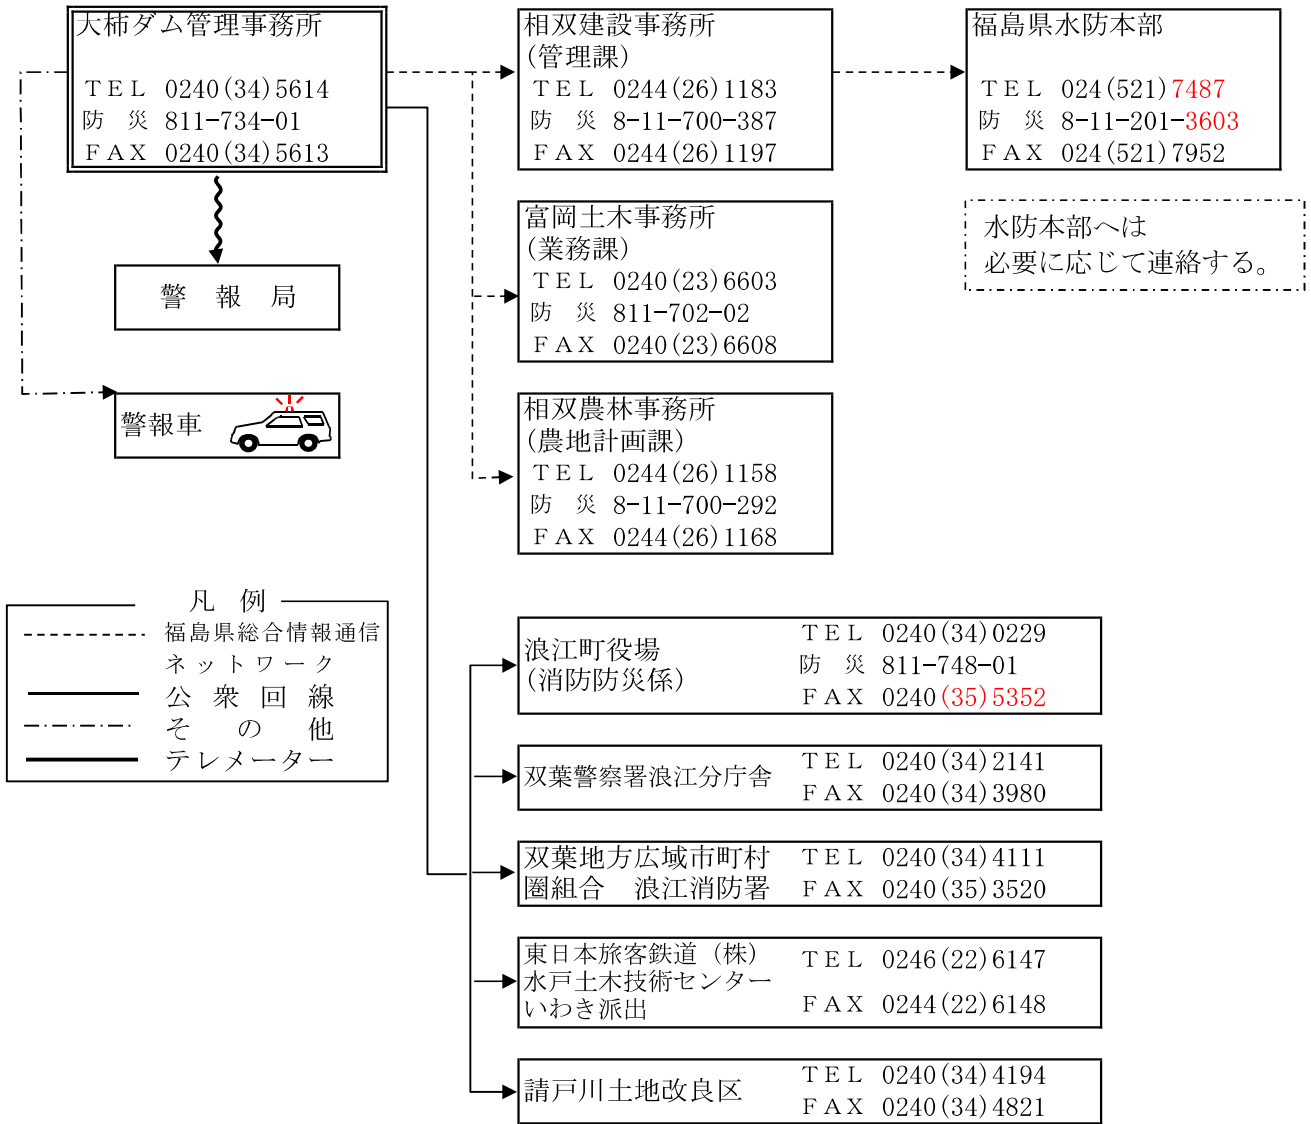 大柿ダム管理事務所
ＴＥＬ 0240(34)5614
防　災 811-734-01
ＦＡＸ 0240(34)5613
警　報　局
警報車
相双建設事務所
(管理課)
ＴＥＬ 0244(26)1183
防　災 8-11-700-387
ＦＡＸ 0244(26)1197
福島県水防本部
ＴＥＬ 024(521)7487
防　災 8-11-201-3603
ＦＡＸ 024(521)7952
水防本部へは
必要に応じて連絡する。
富岡土木事務所
(業務課)
ＴＥＬ 0240(23)6603
防　災 811-702-02
ＦＡＸ 0240(23)6608
相双農林事務所
(農地計画課)
ＴＥＬ 0244(26)1158
防　災 8-11-700-292
ＦＡＸ 0244(26)1168
凡　例
福島県総合情報通信
ネットワーク
公　衆　回　線
そ　の　他
テレメーター
浪江町役場
(消防防災係)
ＴＥＬ 0240(34)0229
防　災 811-748-01
ＦＡＸ 0240(35)5352
双葉警察署浪江分庁舎
ＴＥＬ 0240(34)2141
ＦＡＸ 0240(34)3980
双葉地方広域市町村
圏組合　浪江消防署
ＴＥＬ 0240(34)4111
ＦＡＸ 0240(35)3520
東日本旅客鉄道（株）
水戸土木技術センター
いわき派出
ＴＥＬ 0246(22)6147
ＦＡＸ 0244(22)6148
請戸川土地改良区
ＴＥＬ 0240(34)4194
ＦＡＸ 0240(34)4821